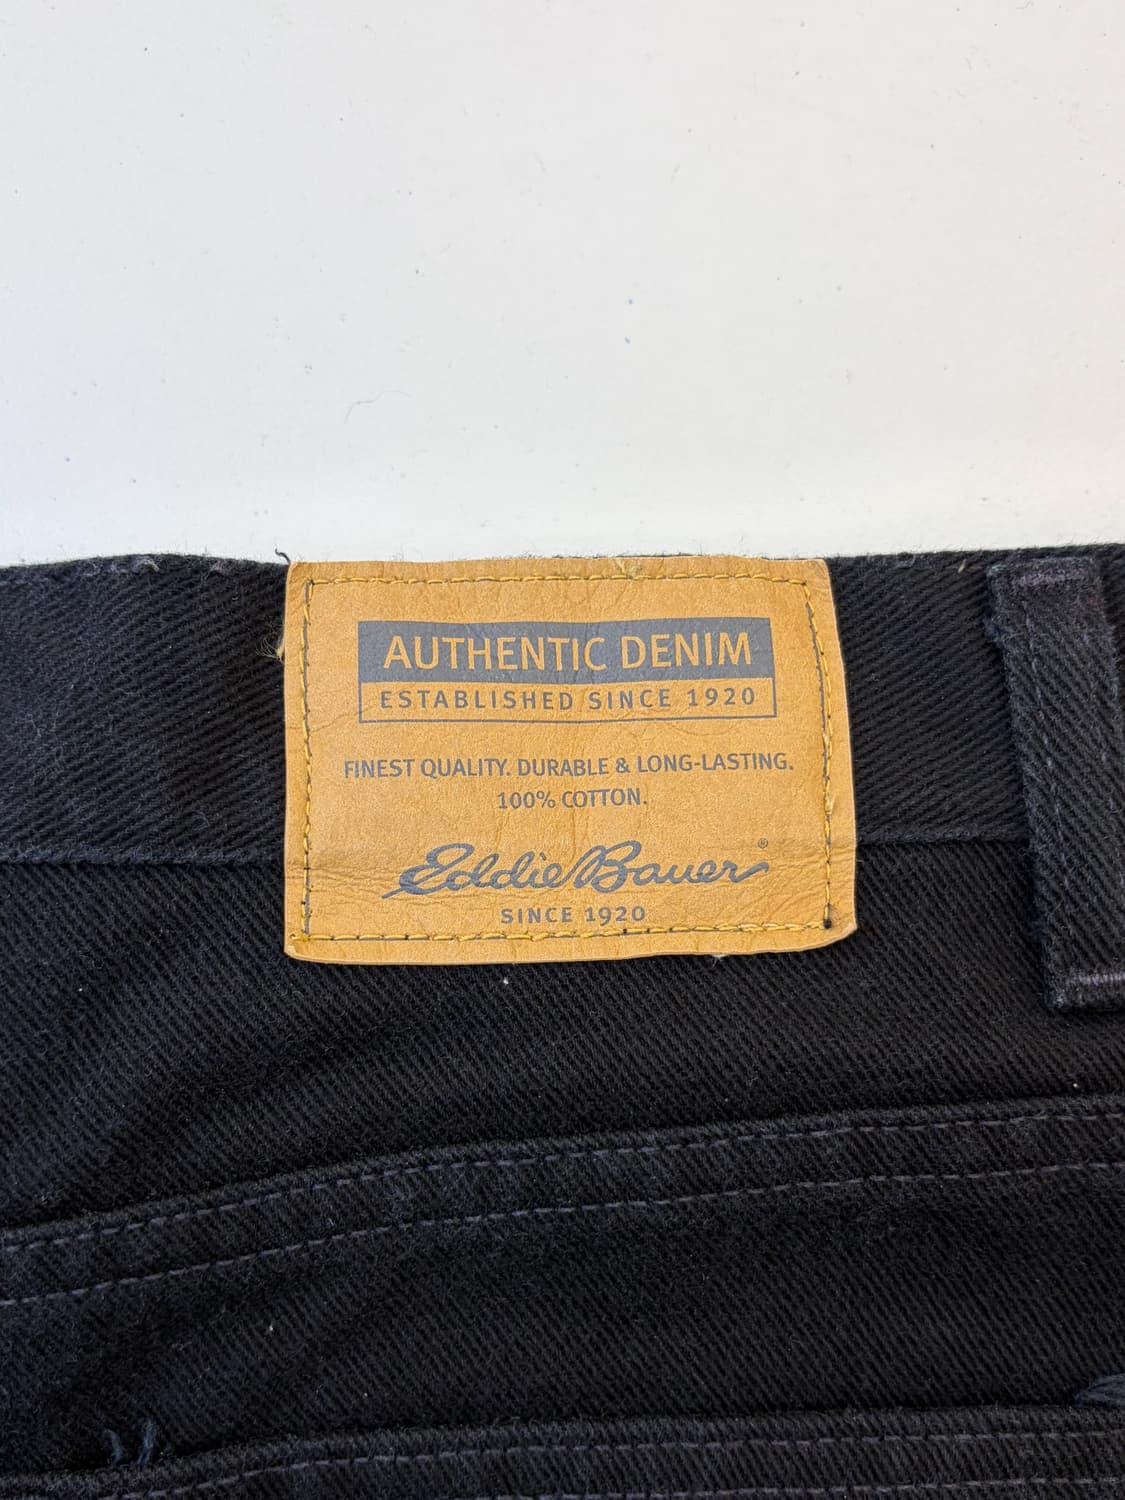 AUTHENTIC DENIM
ESTABLISHED SINCE 1920
FINEST QUALITY. DURABLE & LONG-LASTING.
100% COTTON.
Eddie Bauer®
SINCE 1920